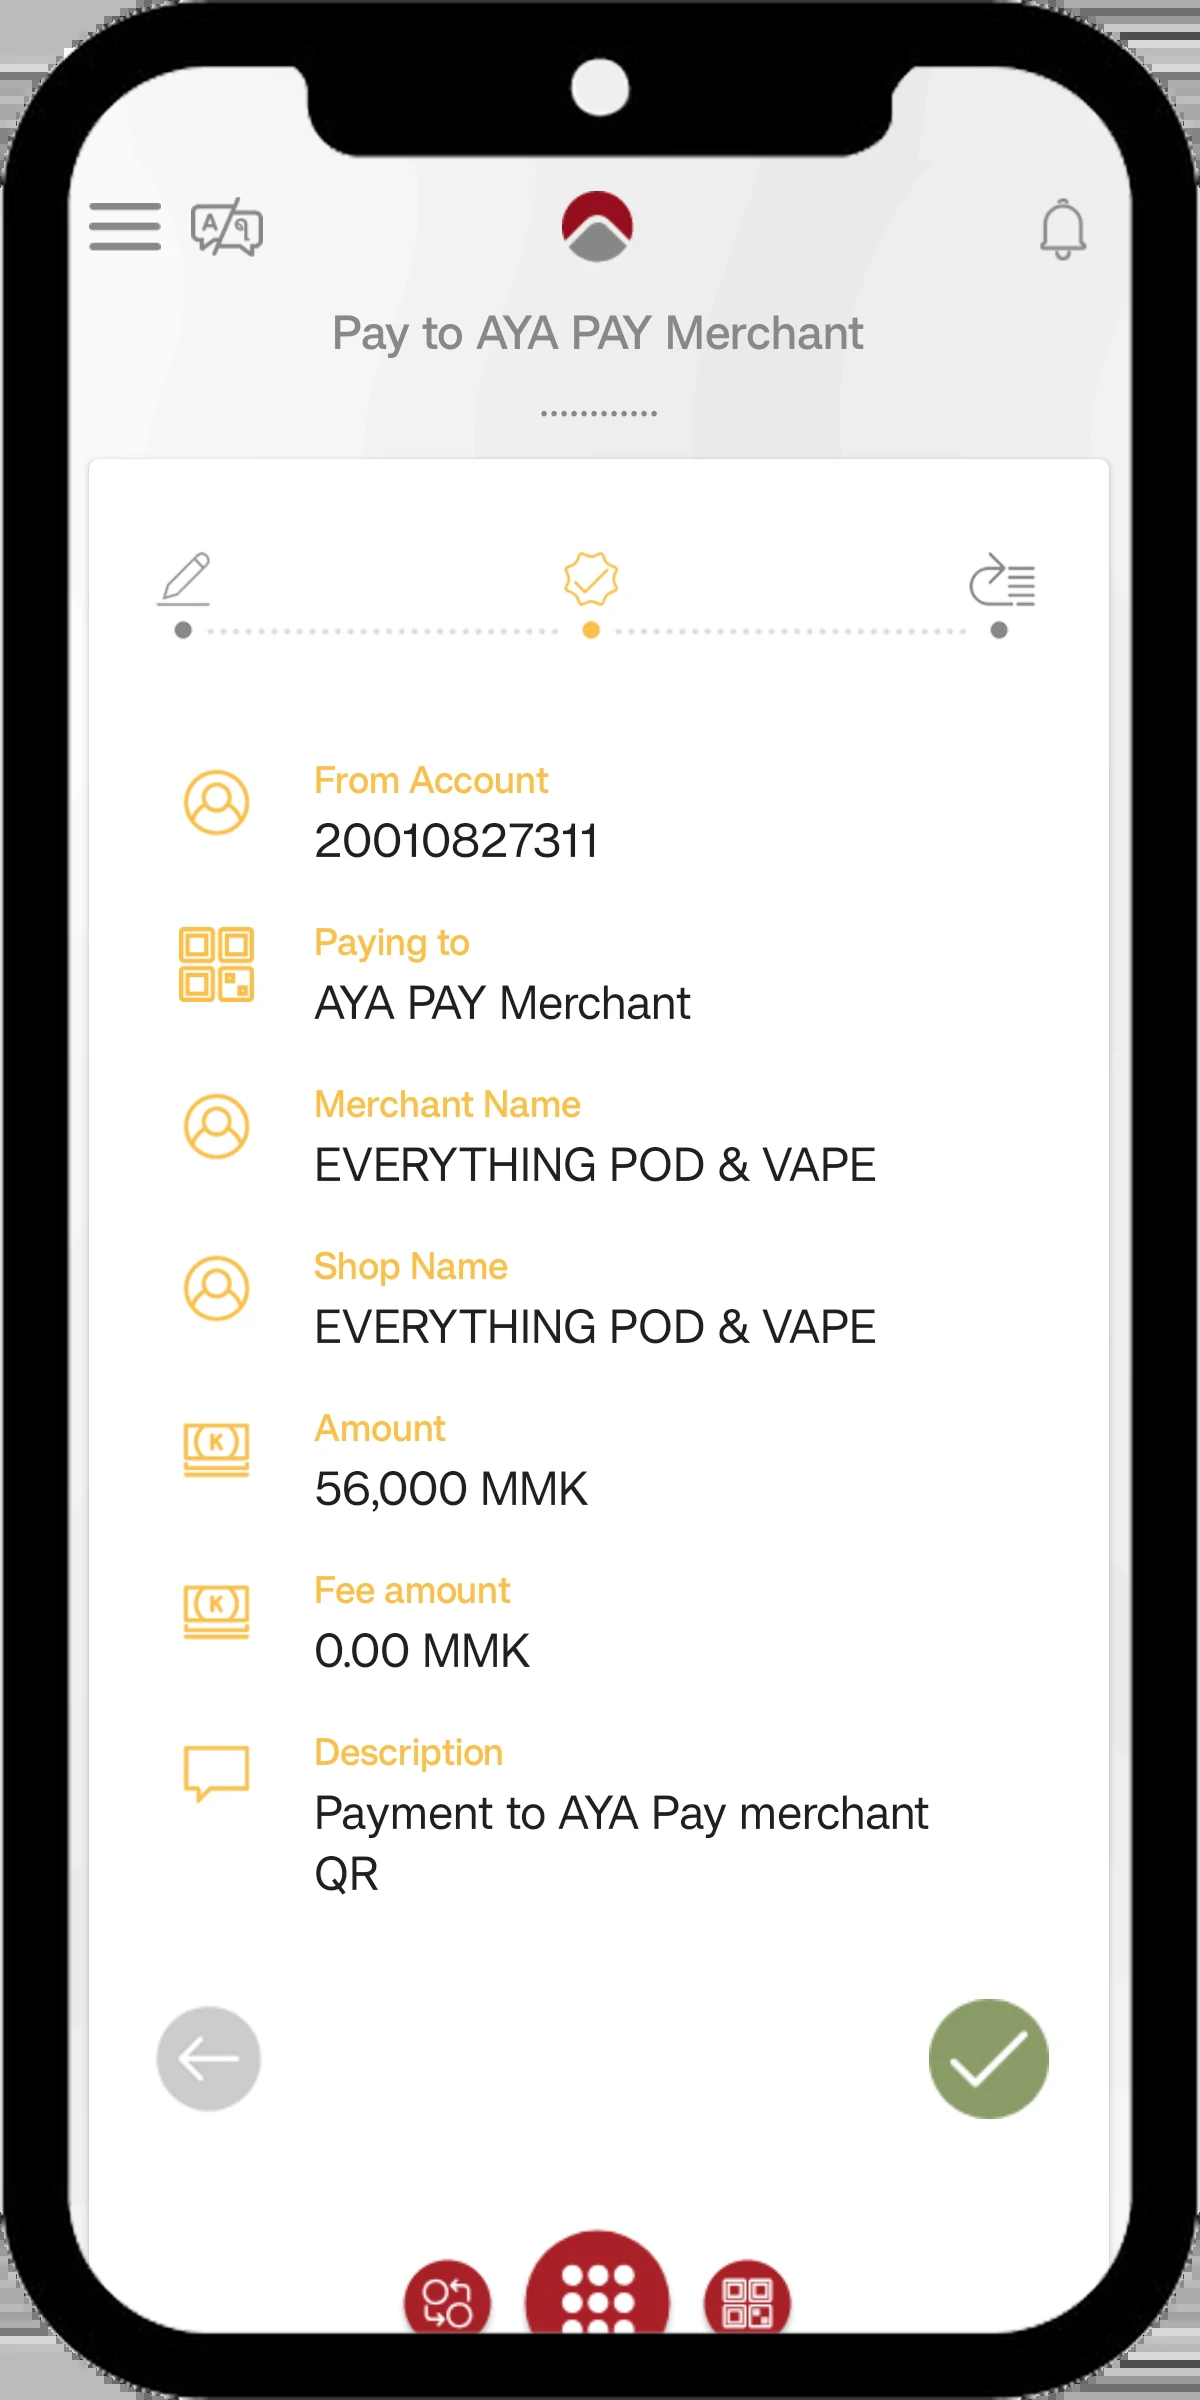 Pay to AYA PAY Merchant
From Account
20010827311
Paying to
AYA PAY Merchant
Merchant Name
EVERYTHING POD & VAPE
Shop Name
EVERYTHING POD & VAPE
Amount
56,000 MMK
Fee amount
0.00 MMK
Description
Payment to AYA Pay merchant
QR